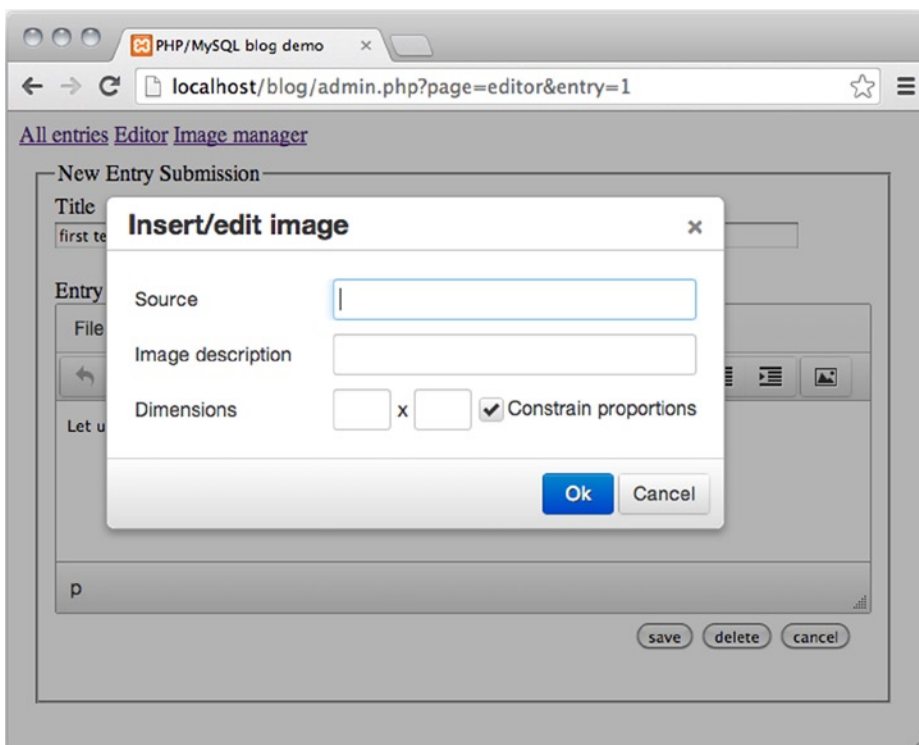 PHP/MySQL blog demo
localhost/blog/admin.php?page=editor&entry=1
All entries Editor Image manager
New Entry Submission
Title
first te
Insert/edit image
Entry
Source
File
Image description
Dimensions x Constrain proportions
Let u
Ok Cancel
p
save delete cancel